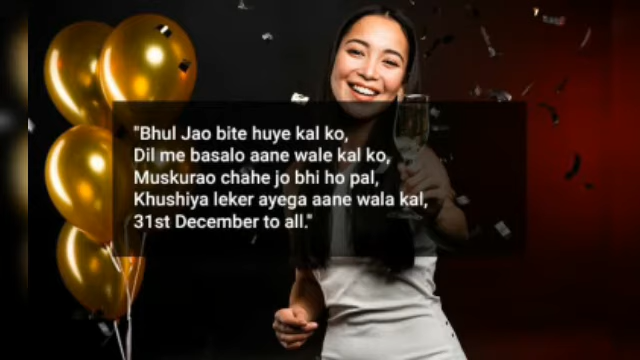 "Bhul Jao bite huye kal ko,
Dil me basalo aane wale kal ko,
Muskurao chahe jo bhi ho pal,
Khushiya leker ayega aane wala kal,
31st December to all."